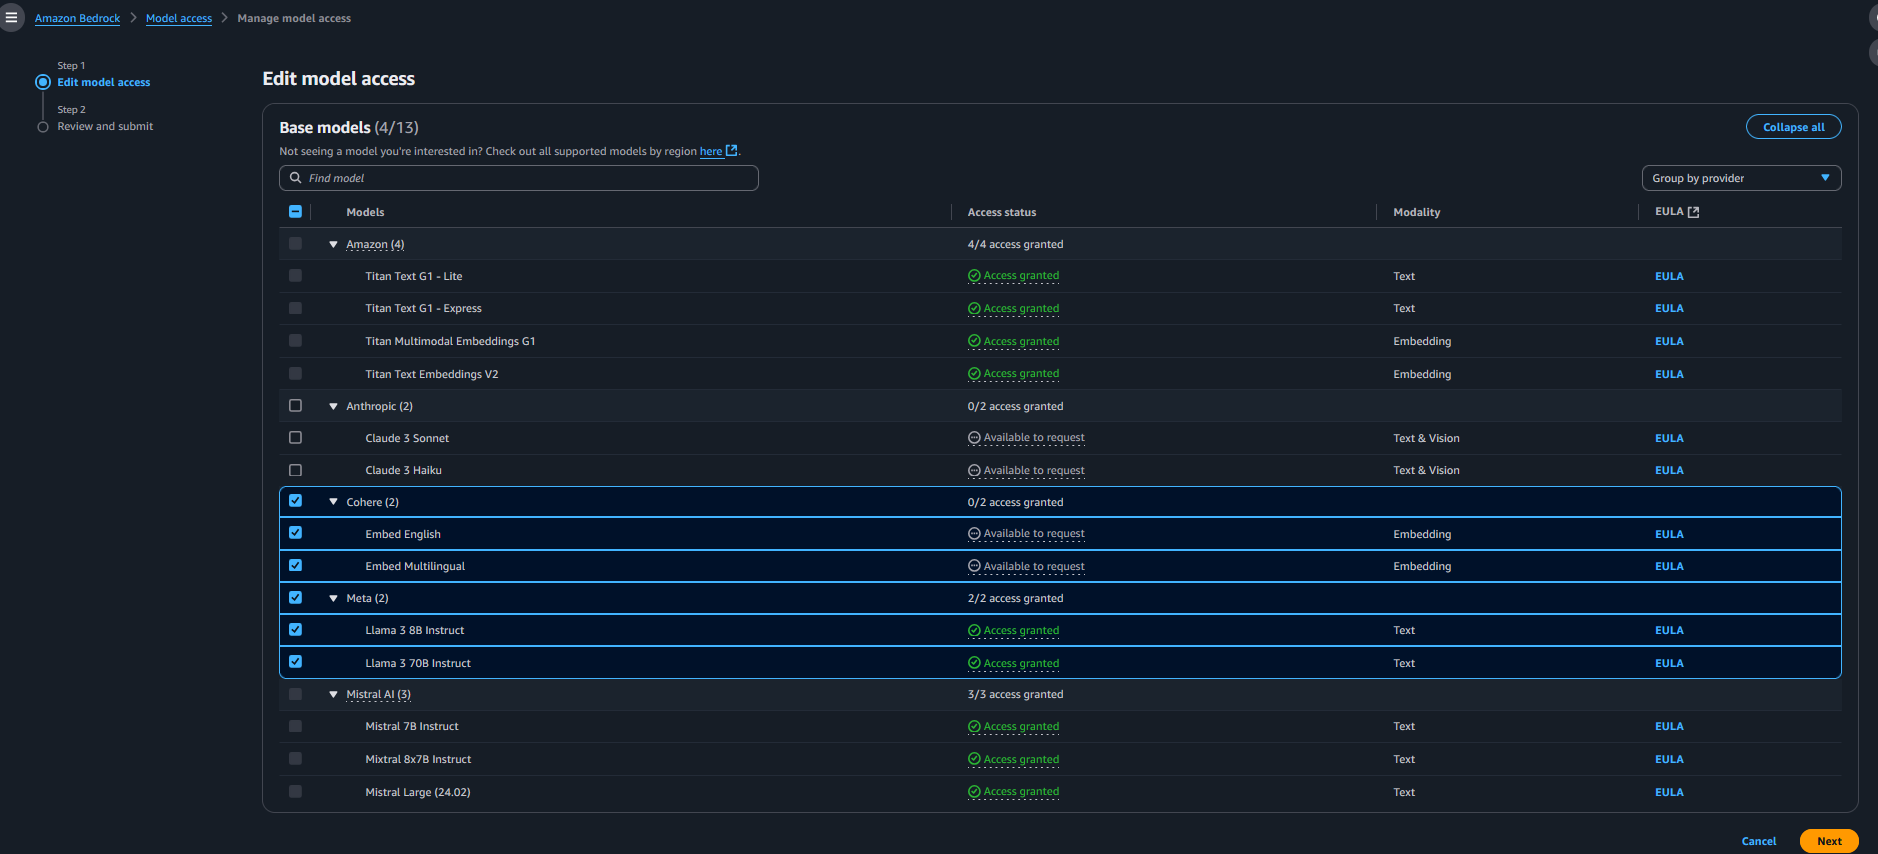 Amazon Bedrock > Model access > Manage model access
Step 1
Edit model access
Step 2
Review and submit
Edit model access
Base models (4/13)
Collapse all
Not seeing a model you're interested in? Check out all supported models by region here.
Find model
Group by provider
Models Access status Modality EULA
Amazon (4) 4/4 access granted
Titan Text G1 - Lite Access granted Text EULA
Titan Text G1 - Express Access granted Text EULA
Titan Multimodal Embeddings G1 Access granted Embedding EULA
Titan Text Embeddings V2 Access granted Embedding EULA
Anthropic (2) 0/2 access granted
Claude 3 Sonnet Available to request Text & Vision EULA
Claude 3 Haiku Available to request Text & Vision EULA
Cohere (2) 0/2 access granted
Embed English Available to request Embedding EULA
Embed Multilingual Available to request Embedding EULA
Meta (2) 2/2 access granted
Llama 3 8B Instruct Access granted Text EULA
Llama 3 70B Instruct Access granted Text EULA
Mistral AI (3) 3/3 access granted
Mistral 7B Instruct Access granted Text EULA
Mixtral 8x7B Instruct Access granted Text EULA
Mistral Large (24.02) Access granted Text EULA
Cancel Next